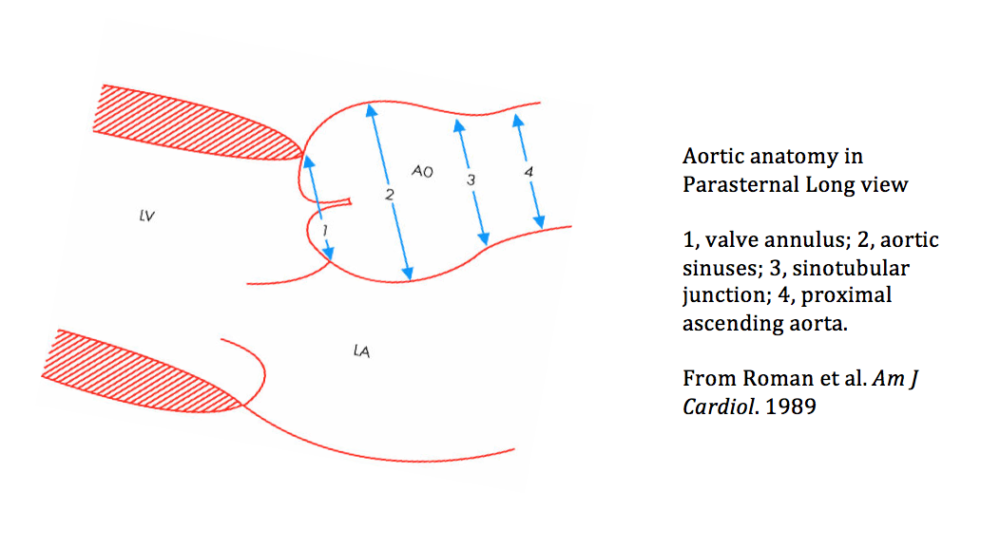 LV
1
2
AO
3
4
LA
Aortic anatomy in
Parasternal Long view
1, valve annulus; 2, aortic
sinuses; 3, sinotubular
junction; 4, proximal
ascending aorta.
From Roman et al. Am J
Cardiol. 1989